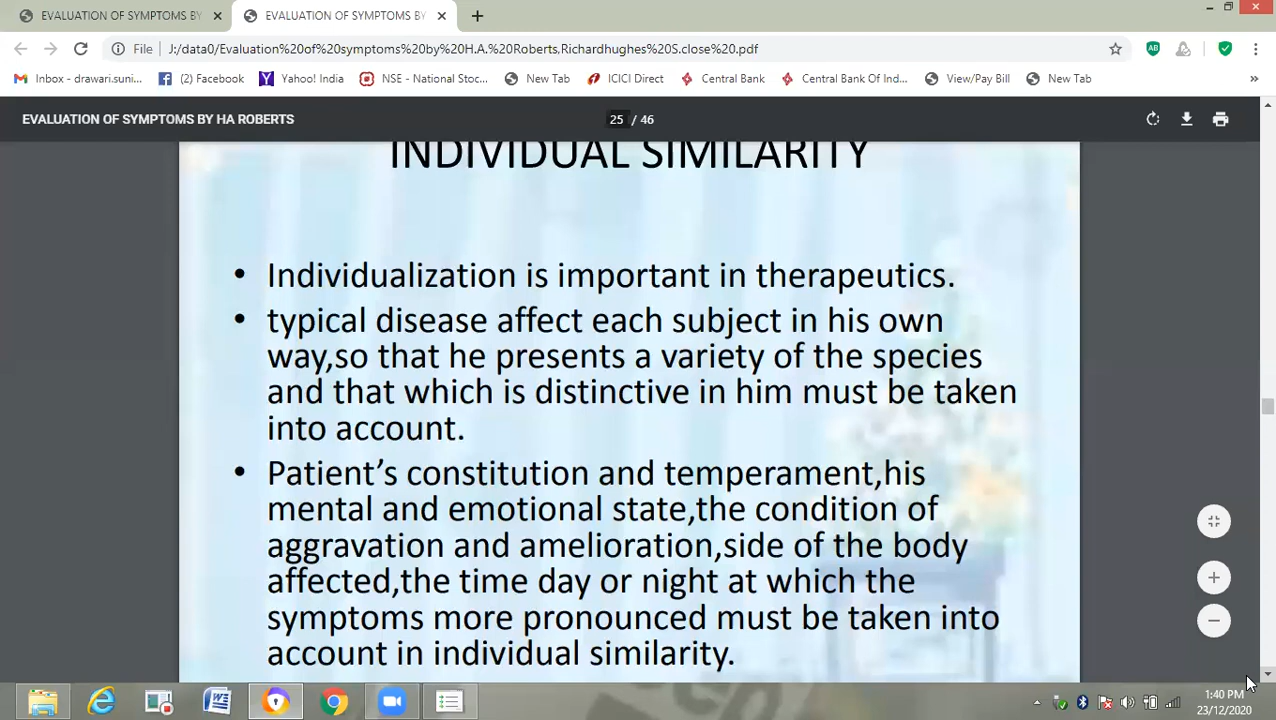 EVALUATION OF SYMPTOMS BY
EVALUATION OF SYMPTOMS BY
File
J:/data0/Evaluation%20of%20symptoms%20by%20H.A.%20Roberts.Richardhughes%20S.close%20.pdf
Inbox - drawari.suni...
(2) Facebook
Yahoo! India
NSE - National Stoc...
New Tab
ICICI Direct
Central Bank
Central Bank Of Ind...
View/Pay Bill
New Tab
»
EVALUATION OF SYMPTOMS BY HA ROBERTS
25 / 46
INDIVIDUAL SIMILARITY
• Individualization is important in therapeutics.
• typical disease affect each subject in his own
way,so that he presents a variety of the species
and that which is distinctive in him must be taken
into account.
• Patient’s constitution and temperament,his
mental and emotional state,the condition of
aggravation and amelioration,side of the body
affected,the time day or night at which the
symptoms more pronounced must be taken into
account in individual similarity.
1:40 PM
23/12/2020